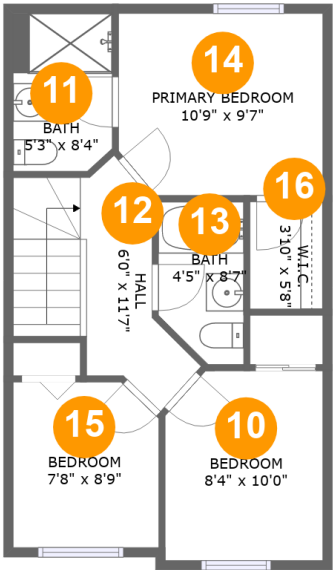 14
PRIMARY BEDROOM
10'9" x 9'7"
11
BATH
5'3" x 8'4"
16
W.I.C.
3'10" x 5'8"
12
HALL
6'0" x 11'7"
13
BATH
4'5" x 8'7"
15
BEDROOM
7'8" x 8'9"
10
BEDROOM
8'4" x 10'0"